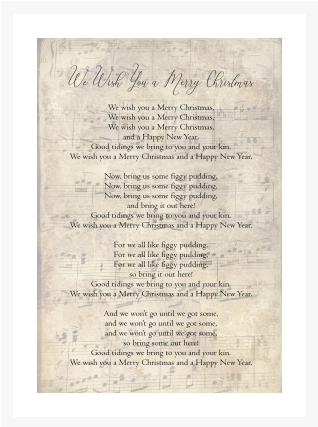 We Wish You a Merry Christmas
We wish you a Merry Christmas,
We wish you a Merry Christmas,
We wish you a Merry Christmas,
and a Happy New Year.
Good tidings we bring to you and your kin.
We wish you a Merry Christmas and a Happy New Year.
Now, bring us some figgy pudding,
Now, bring us some figgy pudding,
Now, bring us some figgy pudding,
and bring it out here!
Good tidings we bring to you and your kin.
We wish you a Merry Christmas and a Happy New Year.
For we all like figgy pudding,
For we all like figgy pudding,
For we all like figgy pudding,
so bring it out here!
Good tidings we bring to you and your kin.
We wish you a Merry Christmas and a Happy New Year.
And we won't go until we got some,
and we won't go until we got some,
and we won't go until we got some,
so bring some out here!
Good tidings we bring to you and your kin.
We wish you a Merry Christmas and a Happy New Year.